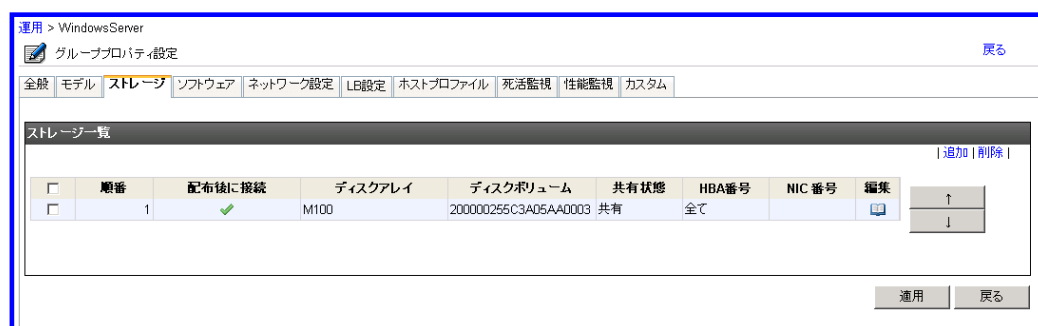 運用 > WindowsServer
グループプロパティ設定 戻る
全般 モデル ストレージ ソフトウェア ネットワーク設定 LB設定 ホストプロファイル 死活監視 性能監視 カスタム
ストレージ一覧
| 追加 | 削除 |
順番 配布後に接続 ディスクアレイ ディスクボリューム 共有状態 HBA番号 NIC 番号 編集 ↑
1 M100 200000255C3A05AA0003 共有 全て
↓
適用 戻る